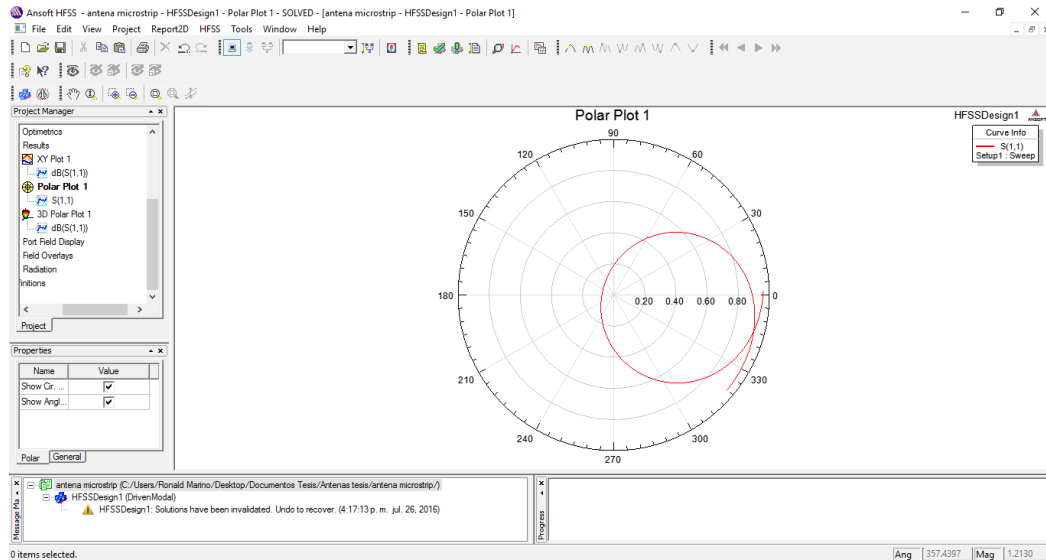 Ansoft HFSS - antena microstrip - HFSSDesign1 - Polar Plot 1 - SOLVED - [antena microstrip - HFSSDesign1 - Polar Plot 1]
File Edit View Project Report2D HFSS Tools Window Help
Project Manager
Optimetrics
Results
XY Plot 1
dB(S(1,1))
Polar Plot 1
S(1,1)
3D Polar Plot 1
dB(S(1,1))
Port Field Display
Field Overlays
Radiation
initions
Project
Properties
Name Value
Show Cir. ...
Show Angl...
Polar General
Polar Plot 1
HFSSDesign1
ANSOFT
Curve Info
S(1,1)
Setup1 : Sweep
90
120 60
150 30
180 0.20 0.40 0.60 0.80 0
210 330
240 300
270
Message Ma
antena microstrip (C:/Users/Ronald Marino/Desktop/Documentos Tesis/Antenas tesis/antena microstrip/)
HFSSDesign1 (DrivenModal)
HFSSDesign1: Solutions have been invalidated. Undo to recover. (4:17:13 p. m. jul. 26, 2016)
Progress
0 items selected.
Ang 357.4397 Mag 1.2130